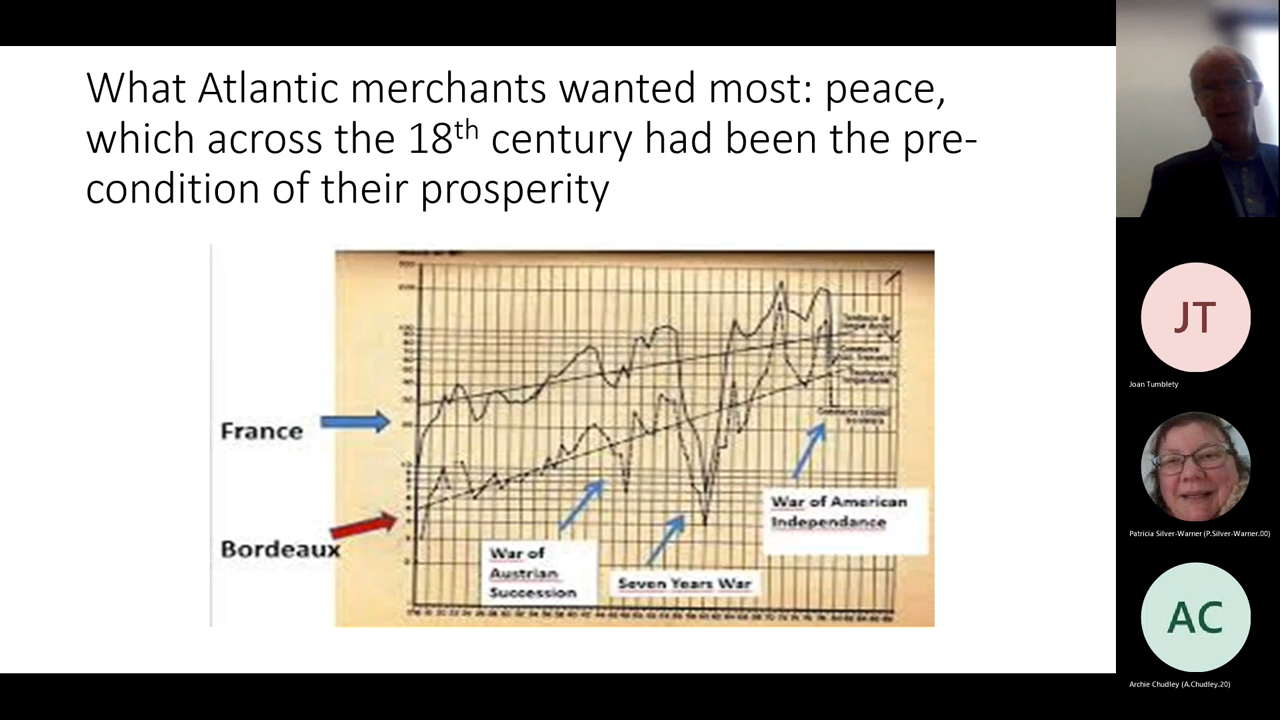 What Atlantic merchants wanted most: peace,
which across the 18th century had been the pre-
condition of their prosperity
France
Bordeaux
War of
Austrian
Succession
Seven Years War
War of American
Independance
JT
Joan Tumblety
Patricia Silver-Warner (P.Silver-Warner.00)
AC
Archie Chudley (A.Chudley.20)